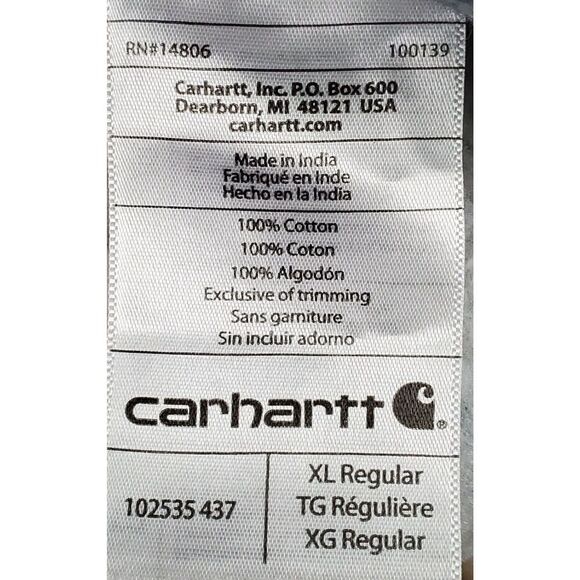 RN#14806 100139
Carhartt, Inc. P.O. Box 600
Dearborn, MI 48121 USA
carhartt.com
Made in India
Fabriqué en Inde
Hecho en la India
100% Cotton
100% Coton
100% Algodón
Exclusive of trimming
Sans garniture
Sin incluir adorno
carhartt ®
102535 437
XL Regular
TG Régulière
XG Regular